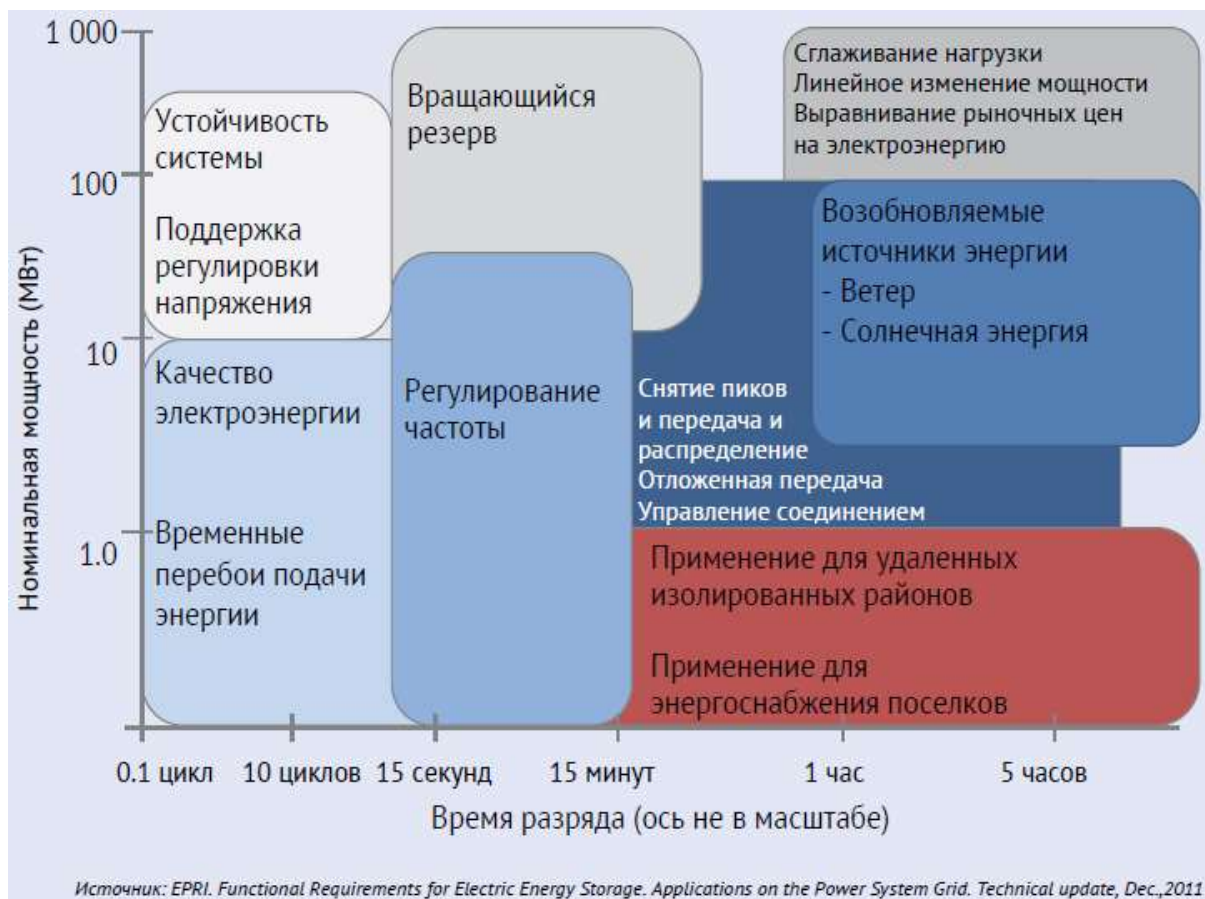 Номинальная мощность (МВт)
1 000
100
10
1.0
Устойчивость
системы
Поддержка
регулировки
напряжения
Качество
электроэнергии
Временные
перебои подачи
энергии
Вращающийся
резерв
Регулирование
частоты
Сглаживание нагрузки
Линейное изменение мощности
Выравнивание рыночных цен
на электроэнергию
Возобновляемые
источники энергии
- Ветер
- Солнечная энергия
Снятие пиков
и передача и
распределение
Отложенная передача
Управление соединением
Применение для удаленных
изолированных районов
Применение для
энергоснабжения поселков
0.1 цикл
10 циклов
15 секунд
15 минут
1 час
5 часов
Время разряда (ось не в масштабе)
Источник: EPRI. Functional Requirements for Electric Energy Storage. Applications on the Power System Grid. Technical update, Dec.,2011